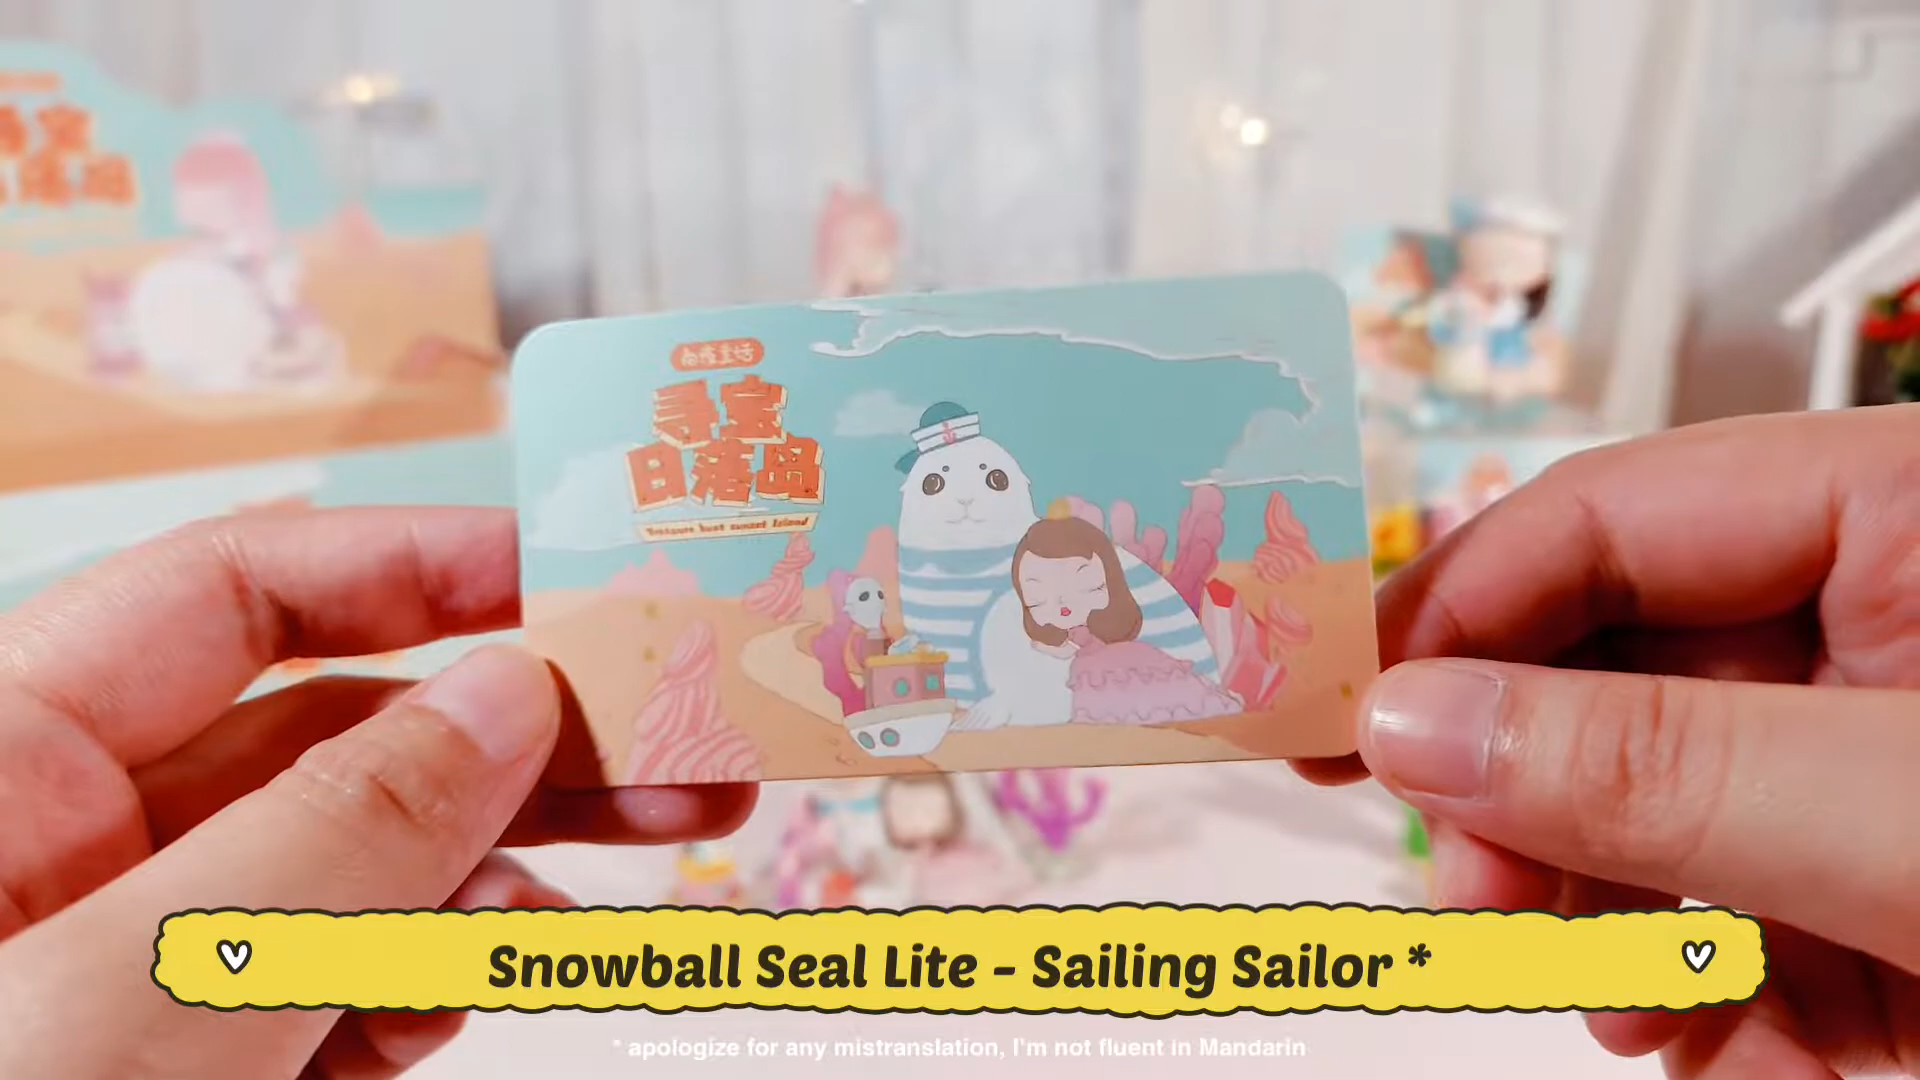 寻宝
日落岛
Treasure hunt sunset Island
Snowball Seal Lite - Sailing Sailor *
* apologize for any mistranslation, I'm not fluent in Mandarin